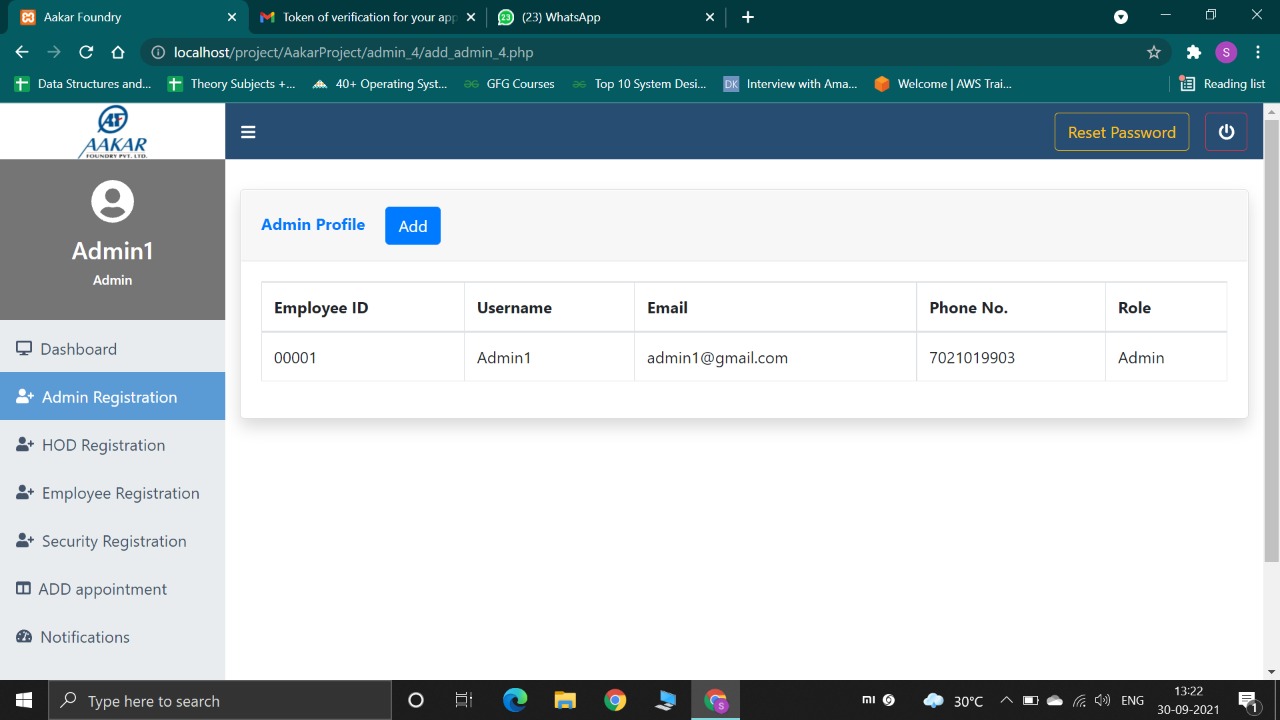 Aakar Foundry
Token of verification for your app
(23) WhatsApp
localhost/project/AakarProject/admin_4/add_admin_4.php
S
Data Structures and...
Theory Subjects +...
40+ Operating Syst...
GFG Courses
Top 10 System Desi...
DK Interview with Ama...
Welcome | AWS Trai...
Reading list
AF
AAKAR
FOUNDRY PVT. LTD.
Reset Password
Admin1
Admin
Dashboard
Admin Registration
HOD Registration
Employee Registration
Security Registration
ADD appointment
Notifications
Admin Profile Add
Employee ID Username Email Phone No. Role
00001 Admin1 admin1@gmail.com 7021019903 Admin
Type here to search
30°C
ENG
13:22
30-09-2021
1